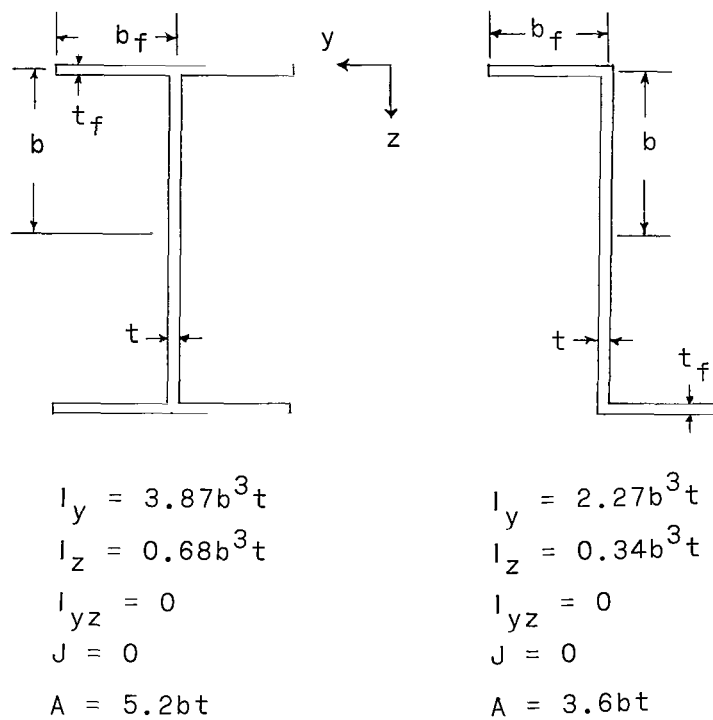 b_f
y
b_f
t_f
z
b
b
t
t
t_f
I_y = 3.87b^3t
I_z = 0.68b^3t
I_yz = 0
J = 0
A = 5.2bt
I_y = 2.27b^3t
I_z = 0.34b^3t
I_yz = 0
J = 0
A = 3.6bt